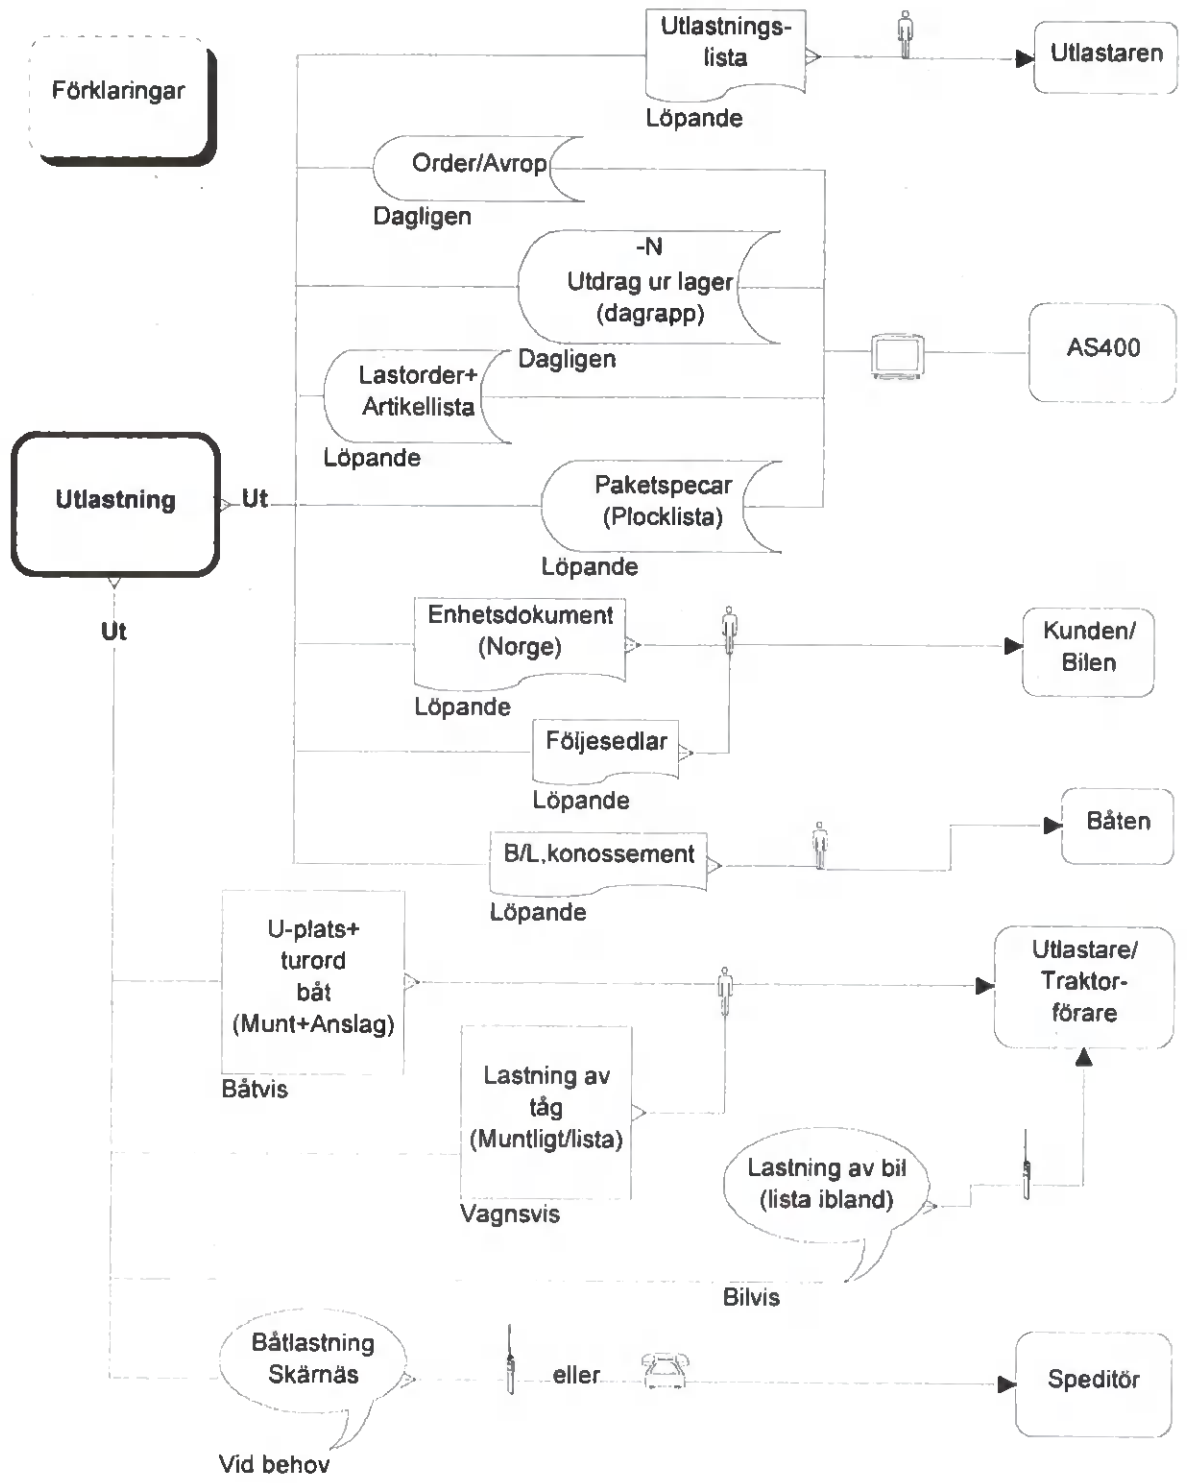 Förklaringar
Utlastnings-
lista
Löpande
Utlastaren
Order/Avrop
Dagligen
-N
Utdrag ur lager
(dagrapp)
Dagligen
AS400
Lastorder+
Artikellista
Löpande
Utlastning
Ut
Paketspecar
(Plocklista)
Löpande
Ut
Enhetsdokument
(Norge)
Löpande
Kunden/
Bilen
Följesedlar
Löpande
B/L,konossement
Löpande
Båten
U-plats+
turord
båt
(Munt+Anslag)
Båtvis
Utlastare/
Traktor-
förare
Lastning av
tåg
(Muntligt/lista)
Vagnsvis
Lastning av bil
(lista ibland)
Bilvis
Båtlastning
Skärnäs
Vid behov
eller
Speditör